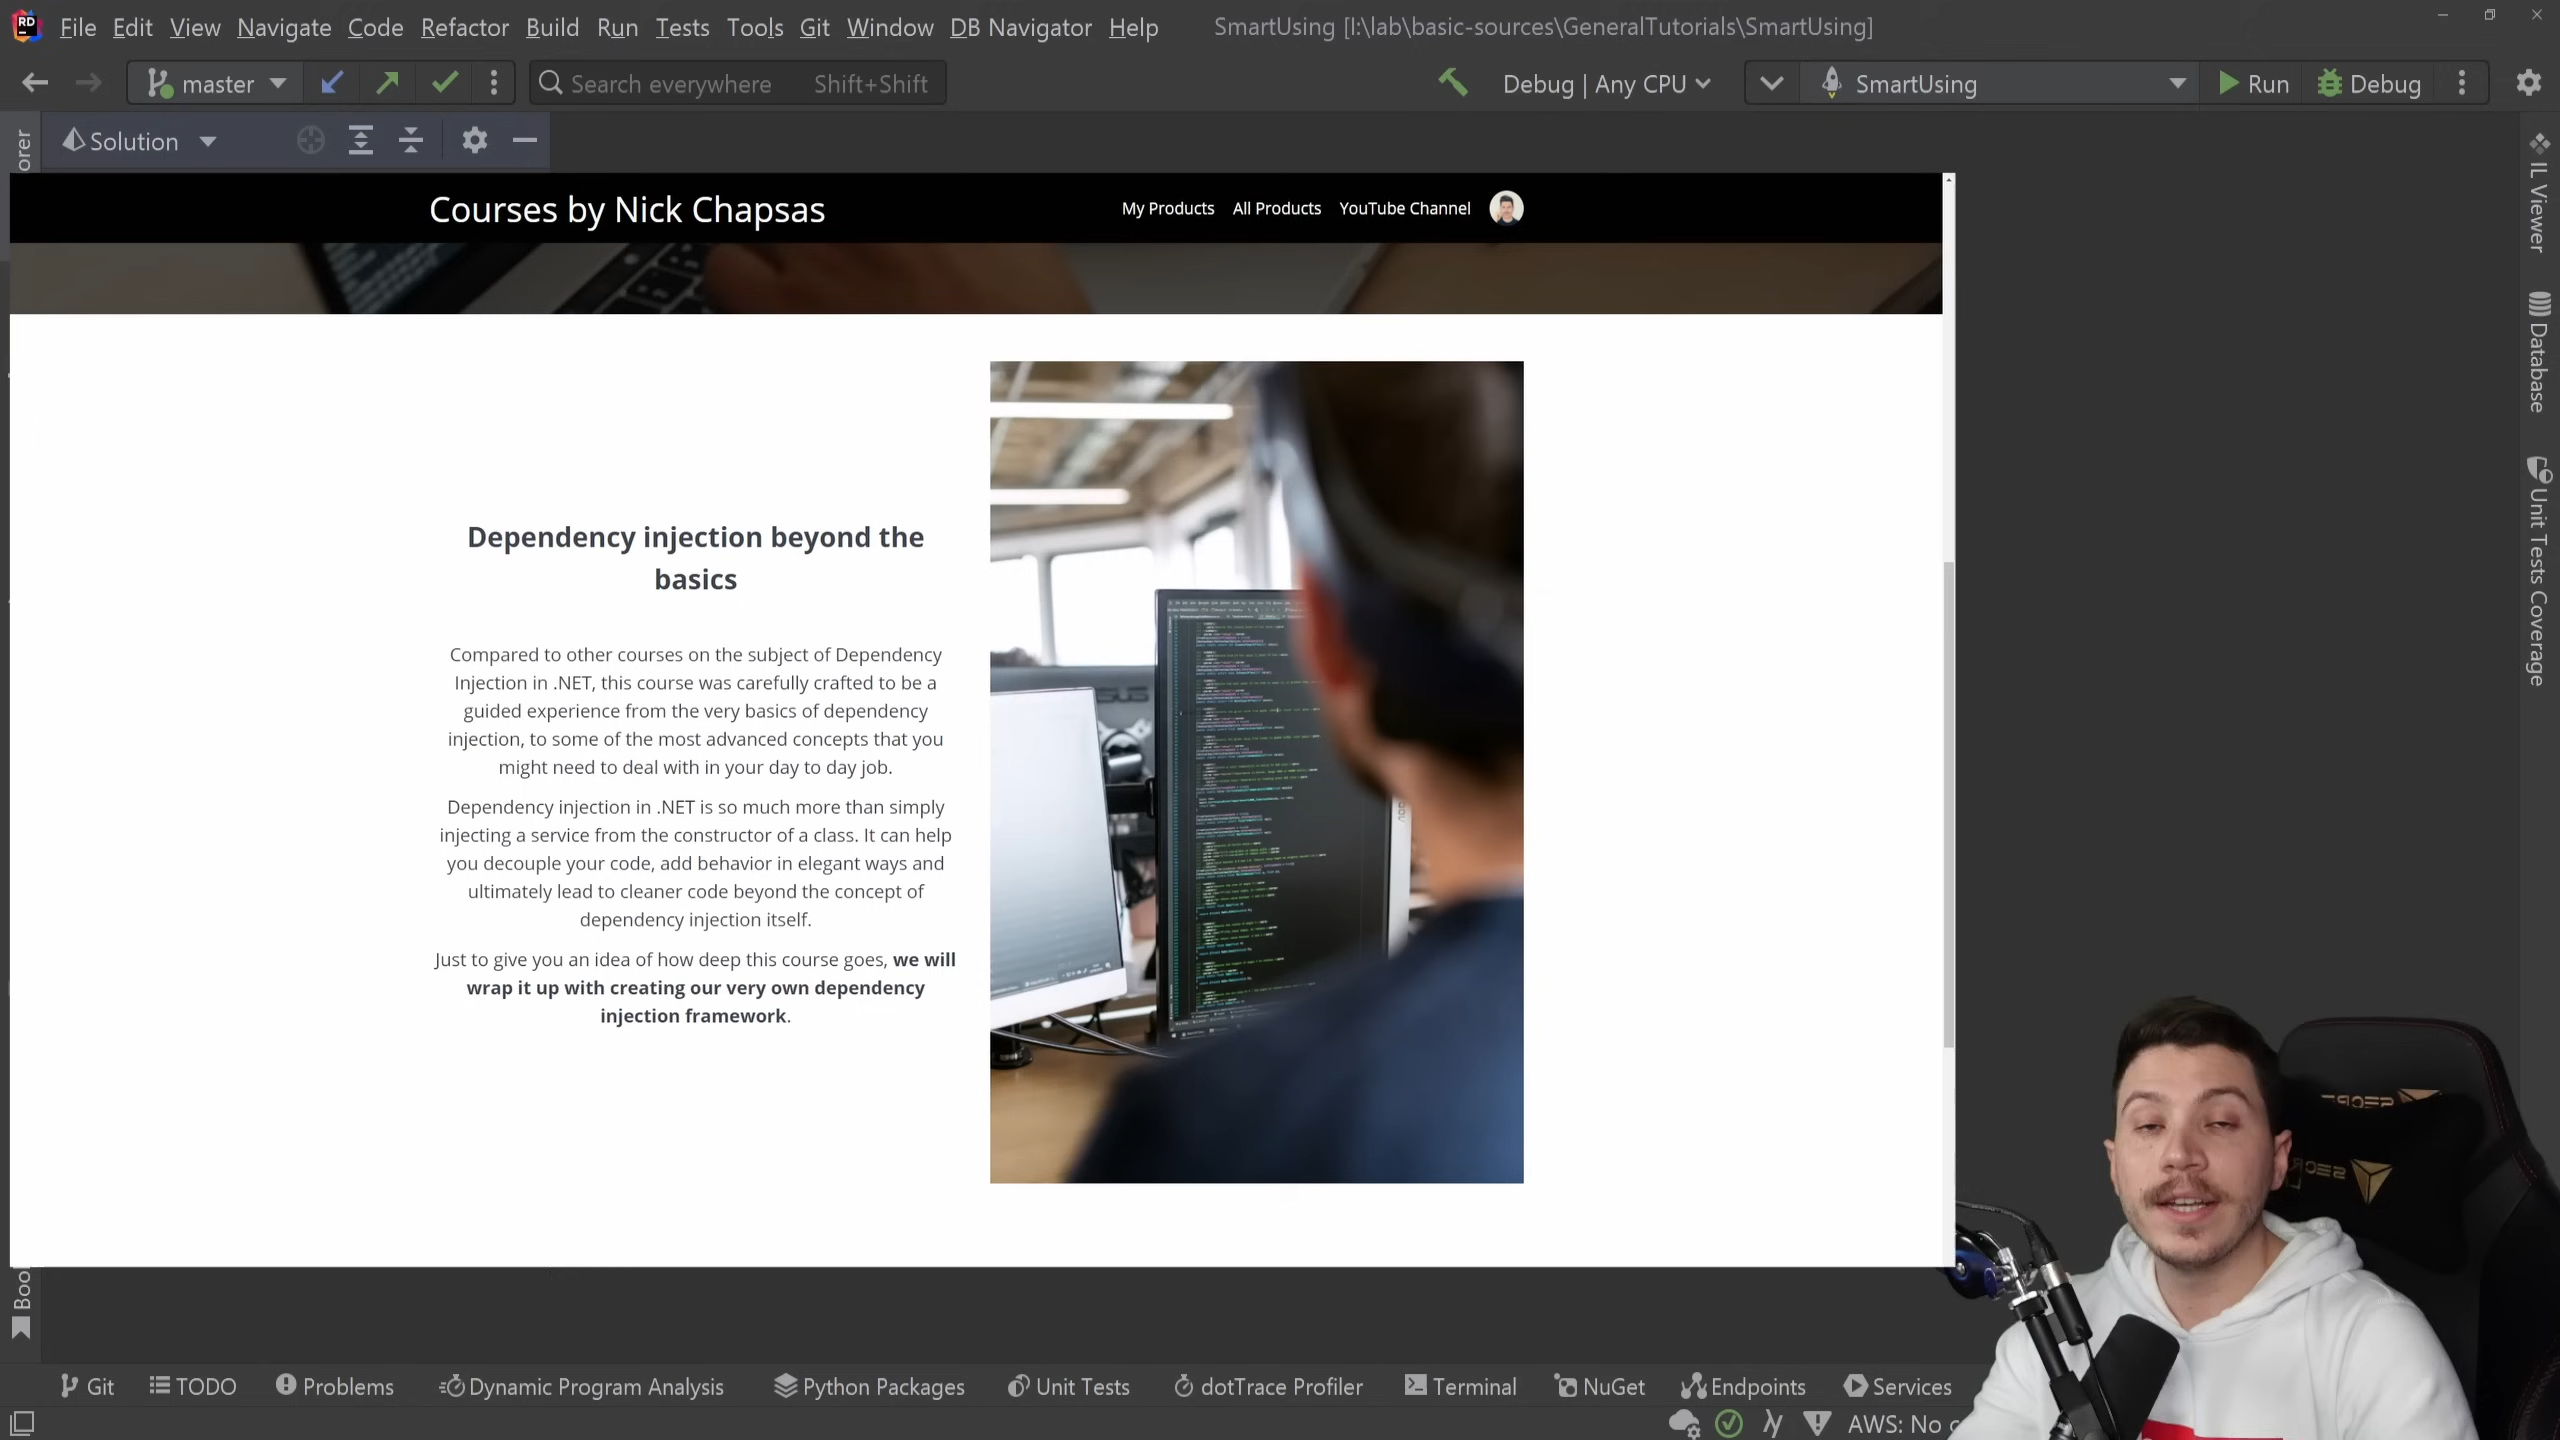 RD
File Edit View Navigate Code Refactor Build Run Tests Tools Git Window DB Navigator Help
SmartUsing [I:\lab\basic-sources\GeneralTutorials\SmartUsing]
master
Search everywhere Shift+Shift
Debug | Any CPU
SmartUsing
Run
Debug
Solution
orer
Courses by Nick Chapsas
My Products All Products YouTube Channel
Dependency injection beyond the
basics
Compared to other courses on the subject of Dependency
Injection in .NET, this course was carefully crafted to be a
guided experience from the very basics of dependency
injection, to some of the most advanced concepts that you
might need to deal with in your day to day job.
Dependency injection in .NET is so much more than simply
injecting a service from the constructor of a class. It can help
you decouple your code, add behavior in elegant ways and
ultimately lead to cleaner code beyond the concept of
dependency injection itself.
Just to give you an idea of how deep this course goes, we will
wrap it up with creating our very own dependency
injection framework.
IL Viewer
Database
Unit Tests Coverage
Boo
Git TODO Problems Dynamic Program Analysis Python Packages Unit Tests dotTrace Profiler Terminal NuGet Endpoints Services
AWS: No c